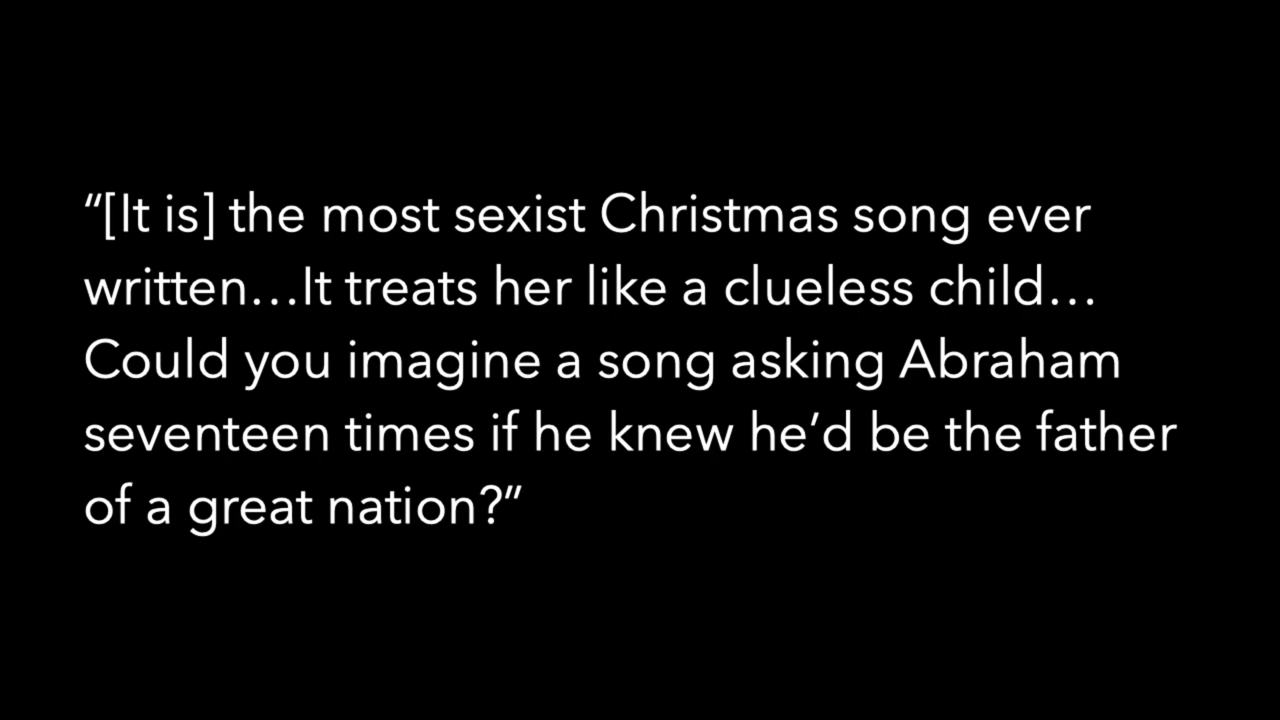 “[It is] the most sexist Christmas song ever
written…It treats her like a clueless child…
Could you imagine a song asking Abraham
seventeen times if he knew he’d be the father
of a great nation?”